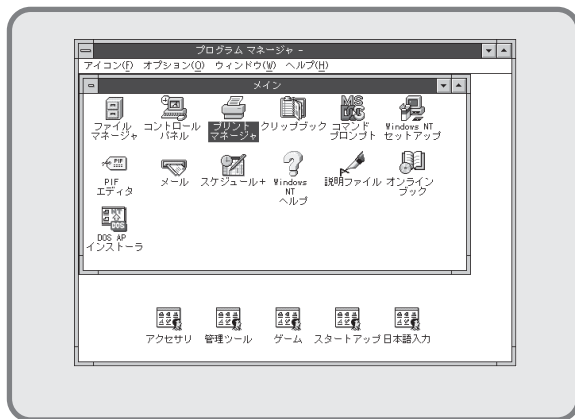 プログラム マネージャ -
アイコン(F) オプション(O) ウィンドウ(W) ヘルプ(H)
メイン
ファイル
マネージャ
コントロール
パネル
プリント
マネージャ
クリップブック
コマンド
プロンプト
Windows NT
セットアップ
PIF
エディタ
メール
スケジュール+
Windows
NT
ヘルプ
説明ファイル
オンライン
ブック
DOS AP
インストーラ
アクセサリ
管理ツール
ゲーム
スタートアップ
日本語入力